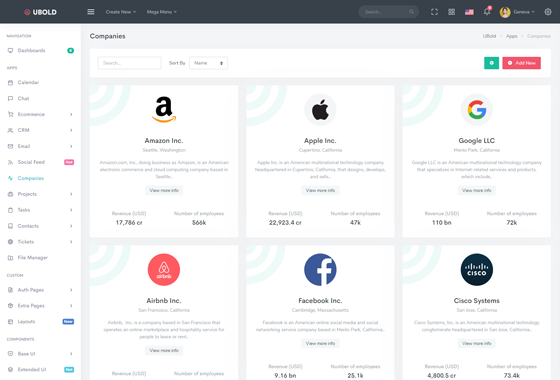 UBOLD
Create New
Mega Menu
Search...
Geneva
NAVIGATION
Dashboards
APPS
Calendar
Chat
Ecommerce
CRM
Email
Social Feed
Hot
Companies
Projects
Tasks
Contacts
Tickets
File Manager
CUSTOM
Auth Pages
Extra Pages
Layouts
New
COMPONENTS
Base UI
Extended UI
Hot
Companies
UBold > Apps > Companies
Search...
Sort By
Name
Add New
Amazon Inc.
Seattle, Washington
Amazon.com, Inc., doing business as Amazon, is an American
electronic commerce and cloud computing company based in
Seattle..
View more info
Revenue (USD) Number of employees
17,786 cr 566k
Apple Inc.
Cupertino, California
Apple Inc. is an American multinational technology company
headquartered in Cupertino, California, that designs, develops,
and sells..
View more info
Revenue (USD) Number of employees
22,923.4 cr 47k
Google LLC
Menlo Park, California
Google LLC is an American multinational technology company
that specializes in Internet-related services and products,
which include..
View more info
Revenue (USD) Number of employees
110 bn 72k
airbnb
Airbnb Inc.
San Francisco, California
Airbnb, Inc. is a company based in San Francisco that
operates an online marketplace and hospitality service for
people to lease or rent..
View more info
Revenue (USD) Number of employees
Facebook Inc.
Cambridge, Massachusetts
Facebook is an American online social media and social
networking service company based in Menlo Park, California.
View more info
Revenue (USD) Number of employees
9.16 bn 25.1k
CISCO
Cisco Systems
San Jose, California
Cisco Systems, Inc. is an American multinational technology
conglomerate headquartered in San Jose, California,
View more info
Revenue (USD) Number of employees
4,800.5 cr 73.4k